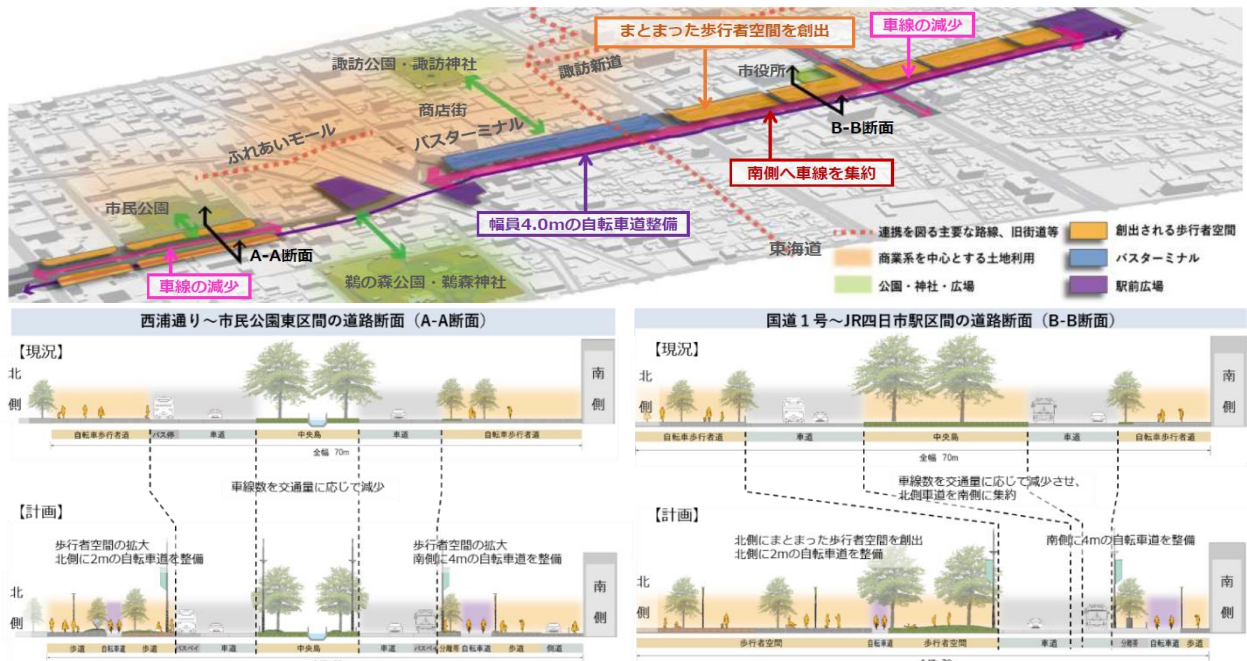 まとまった歩行者空間を創出
車線の減少
諏訪公園・諏訪神社
諏訪新道
市役所
商店街
バスターミナル
ふれあいモール
B-B断面
南側へ車線を集約
市民公園
幅員4.0mの自転車道整備
A-A断面
車線の減少
東海道
鵜の森公園・鵜森神社
連携を図る主要な路線、旧街道等
創出される歩行者空間
商業系を中心とする土地利用
バスターミナル
公園・神社・広場
駅前広場
西浦通り～市民公園東区間の道路断面（A-A断面）
【現況】
北側
南側
自転車歩行者道
バス停
車道
中央島
車道
自転車歩行者道
全幅 70m
車線数を交通量に応じて減少
【計画】
歩行者空間の拡大
北側に2mの自転車道を整備
歩行者空間の拡大
南側に4mの自転車道を整備
北側
南側
歩道
自転車道
歩道
バスベイ
車道
中央島
車道
バスベイ
分離帯
自転車道
歩道
側道
国道１号～JR四日市駅区間の道路断面（B-B断面）
【現況】
北側
南側
自転車歩行者道
車道
中央島
車道
自転車歩行者道
全幅 70m
車線数を交通量に応じて減少させ、
北側車道を南側に集約
【計画】
北側にまとまった歩行者空間を創出
北側に2mの自転車道を整備
南側に4mの自転車道を整備
北側
南側
歩行者空間
自転車道
歩行者空間
車道
分離帯
自転車道
歩道